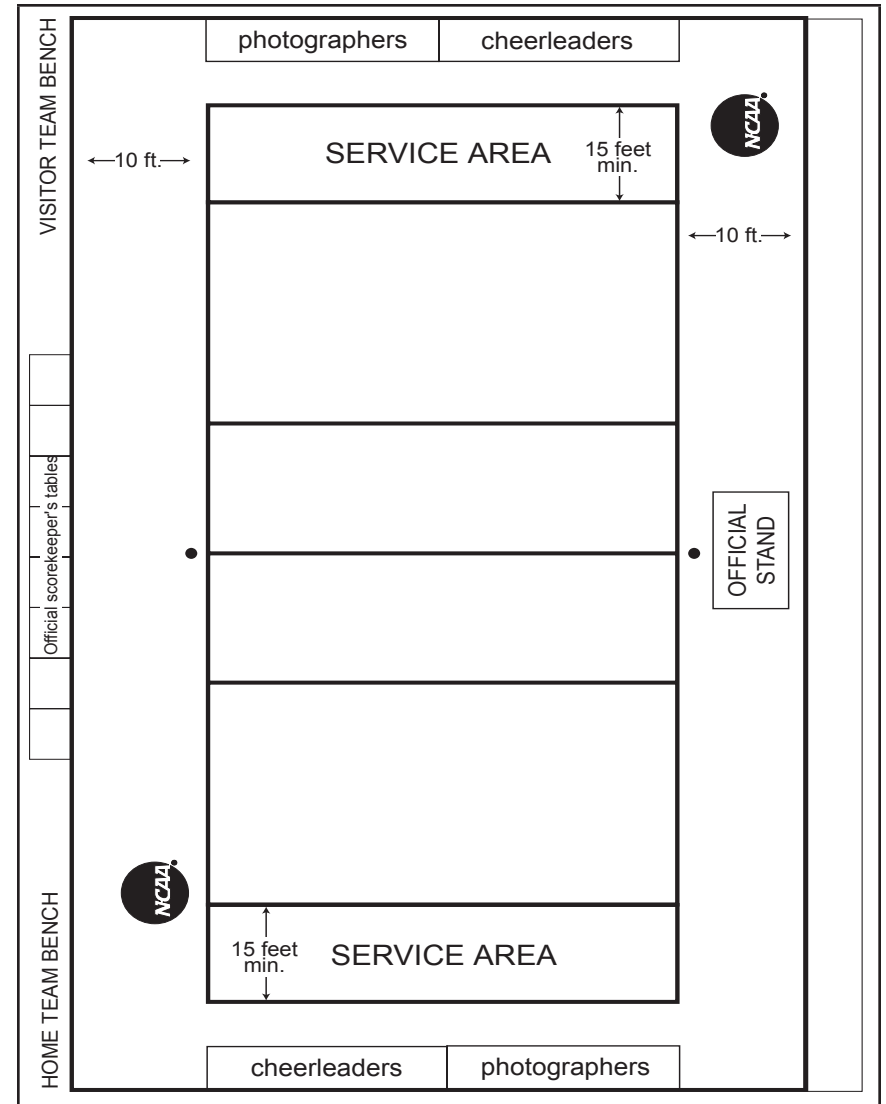 photographers
cheerleaders
VISITOR TEAM BENCH
NCAA
SERVICE AREA
15 feet
min.
10 ft.
10 ft.
Official scorekeeper's tables
OFFICIAL
STAND
NCAA
HOME TEAM BENCH
15 feet
min.
SERVICE AREA
cheerleaders
photographers